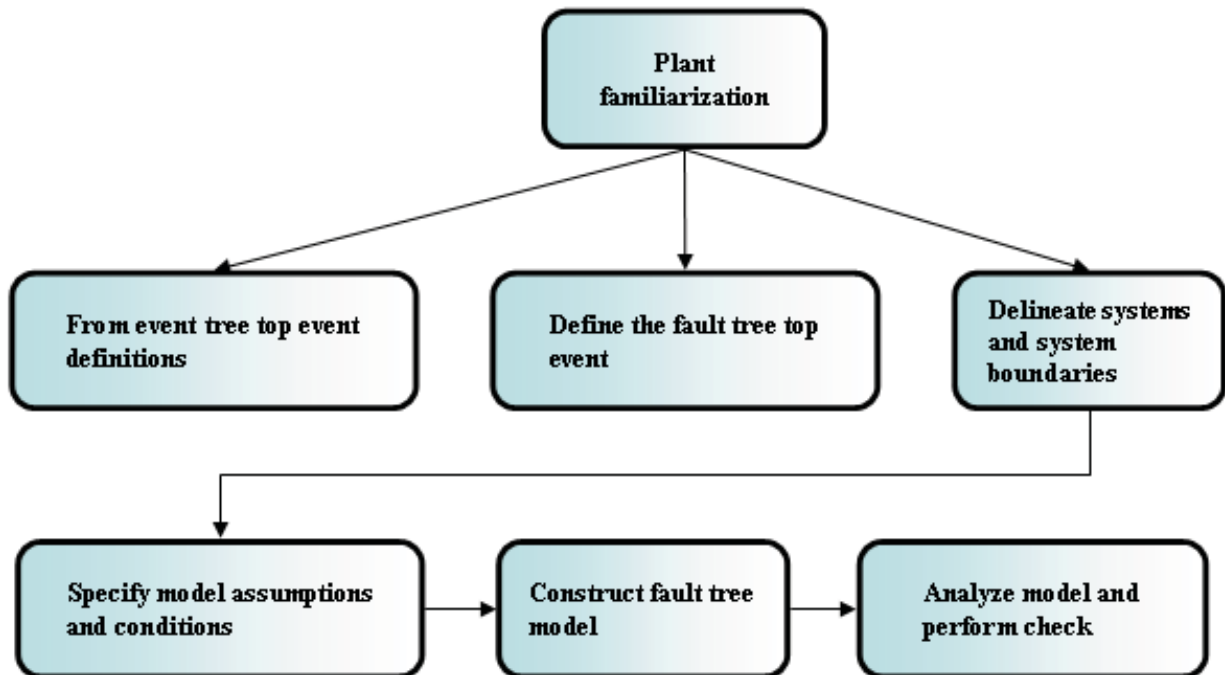 Plant
familiarization
From event tree top event
definitions
Define the fault tree top
event
Delineate systems
and system
boundaries
Specify model assumptions
and conditions
Construct fault tree
model
Analyze model and
perform check